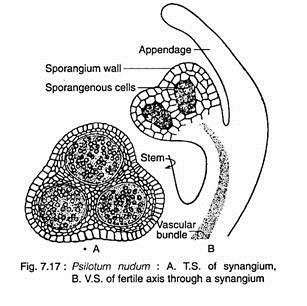 Appendage
Sporangium wall
Sporangenous cells
Stem
Vascular
bundle
A
B
Fig. 7.17 : Psilotum nudum : A. T.S. of synangium,
B. V.S. of fertile axis through a synangium